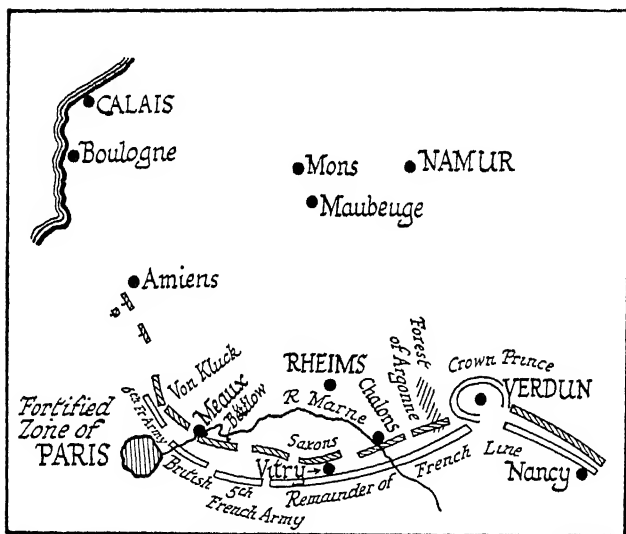 CALAIS
Boulogne
Mons
NAMUR
Maubeuge
Amiens
Von Kluck
6th Fr. Army
Meaux
Bülow
RHEIMS
R Marne
Chalons
Forest
of Argonne
Crown Prince
VERDUN
Fortified
Zone of
PARIS
British
5th
French Army
Saxons
Vitry
Remainder of French Line
Nancy